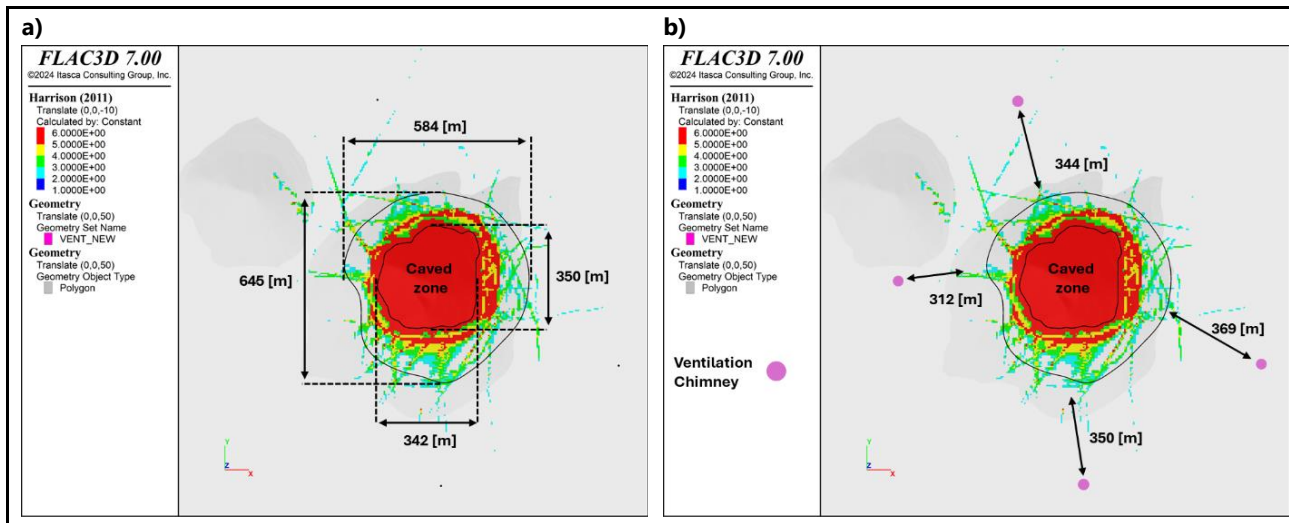 a)
FLAC3D 7.00
©2024 Itasca Consulting Group, Inc.
Harrison (2011)
Translate (0,0,-10)
Calculated by: Constant
6.0000E+00
5.0000E+00
4.0000E+00
3.0000E+00
2.0000E+00
1.0000E+00
Geometry
Translate (0,0,50)
Geometry Set Name
VENT_NEW
Geometry
Translate (0,0,50)
Geometry Object Type
Polygon
584 [m]
645 [m]
Caved
zone
350 [m]
342 [m]
Y
Z
X
b)
FLAC3D 7.00
©2024 Itasca Consulting Group, Inc.
Harrison (2011)
Translate (0,0,-10)
Calculated by: Constant
6.0000E+00
5.0000E+00
4.0000E+00
3.0000E+00
2.0000E+00
1.0000E+00
Geometry
Translate (0,0,50)
Geometry Set Name
VENT_NEW
Geometry
Translate (0,0,50)
Geometry Object Type
Polygon
Ventilation
Chimney
344 [m]
Caved
zone
312 [m]
369 [m]
350 [m]
Y
Z
X